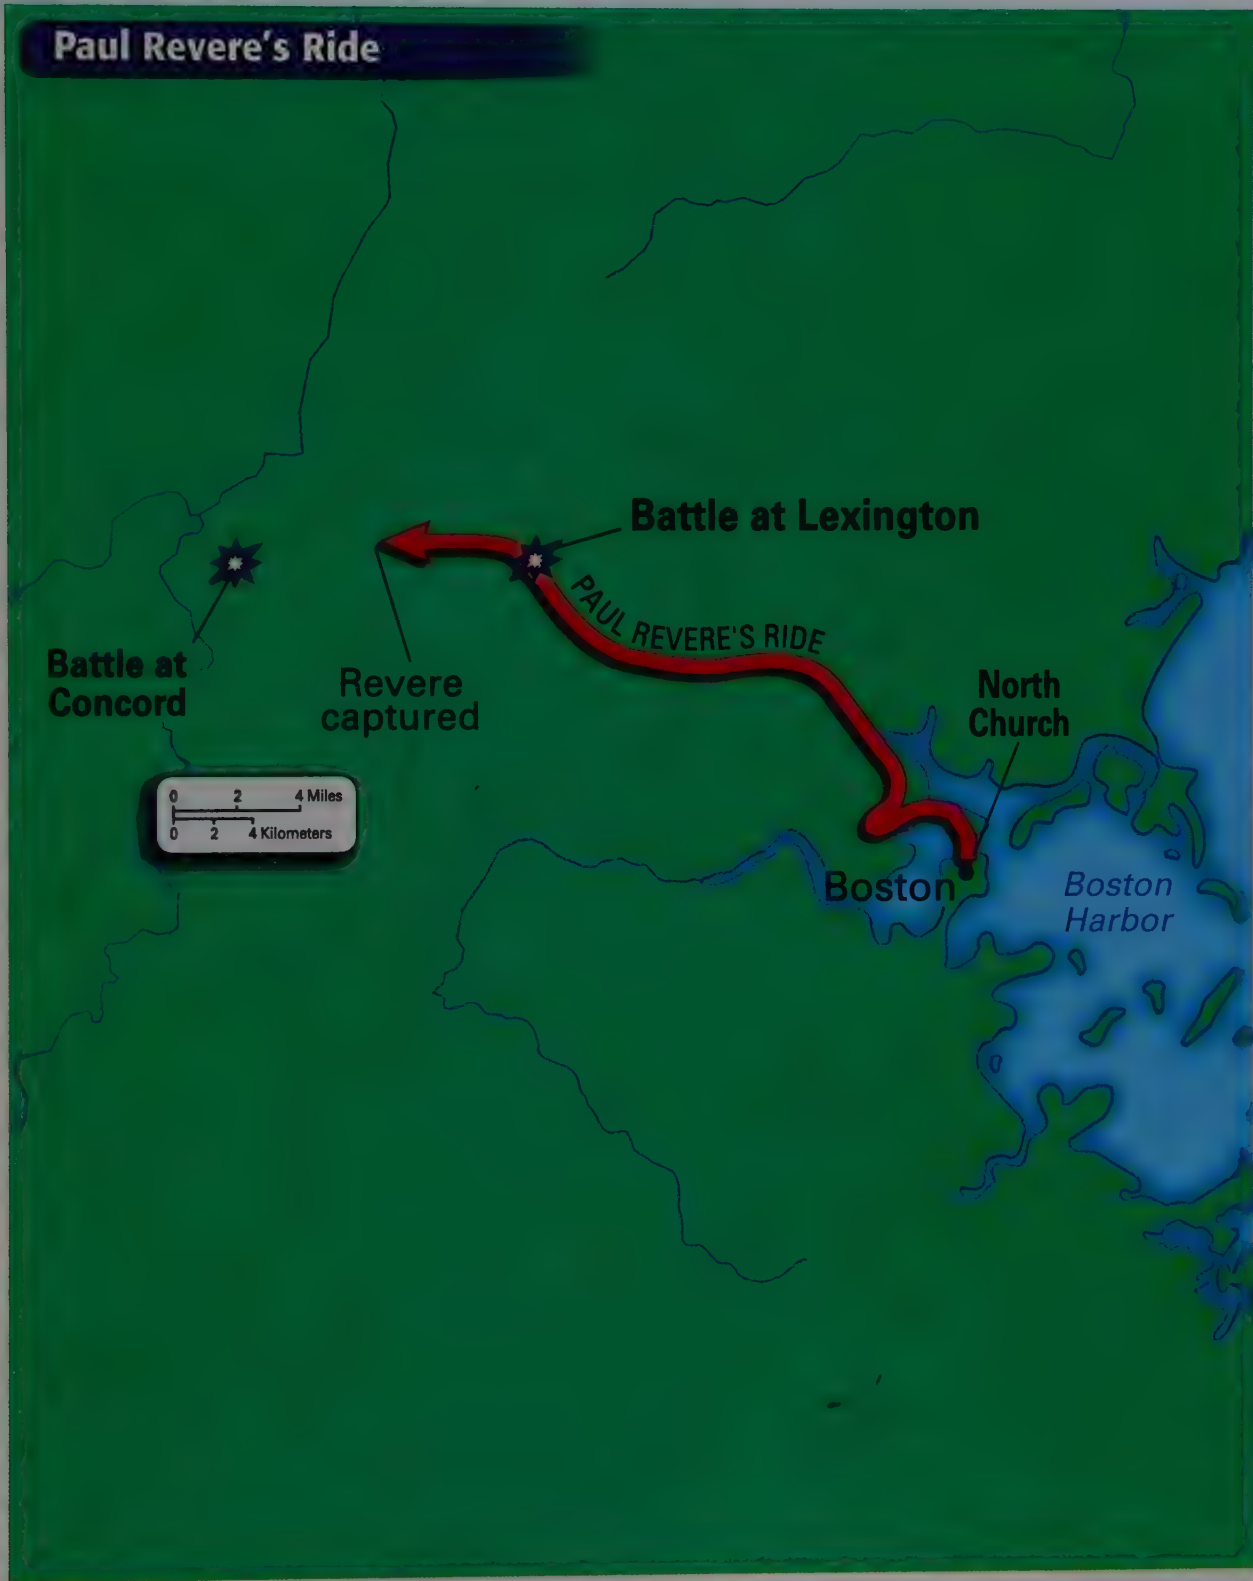 Paul Revere's Ride
Battle at Lexington
PAUL REVERE'S RIDE
Battle at
Concord
Revere
captured
North
Church
0 2 4 Miles
0 2 4 Kilometers
Boston
Boston
Harbor